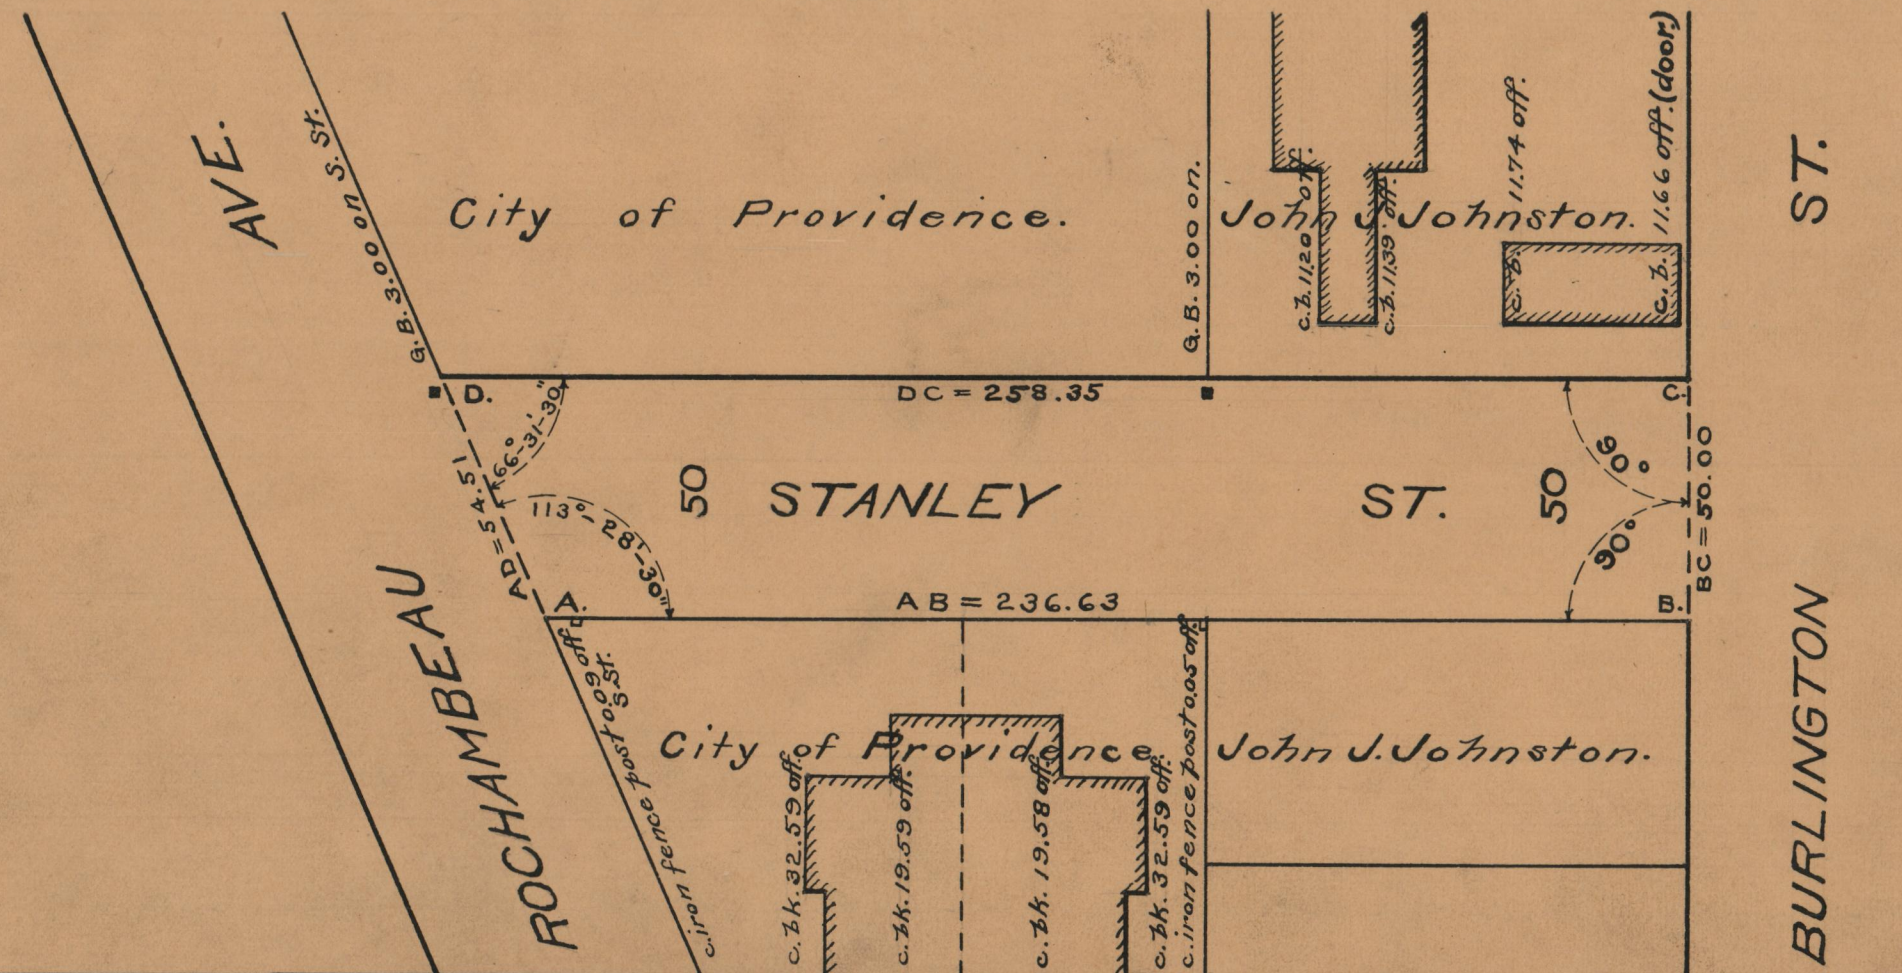 AVE.
G.B. 3.00 on S. St.
City of Providence.
G.B. 3.00 on.
John J. Johnston.
c.b. 11.20 off.
c.b. 11.39 off.
c.b. 11.74 off.
c.b. 11.66 off. (door)
ST.
D.
DC = 258.35
C.
66°-31'-30"
AD = 54.51
113°-28'-30"
50
STANLEY ST.
50
90°
90°
BC = 50.00
A.
AB = 236.63
B.
ROCHAMBEAU
c. iron fence post 0.09 off
S. St.
City of Providence.
c. iron fence post 0.05 off.
John J. Johnston.
c. bk. 32.59 off.
c. bk. 19.59 off.
c. bk. 19.58 off.
c. bk. 32.59 off.
BURLINGTON